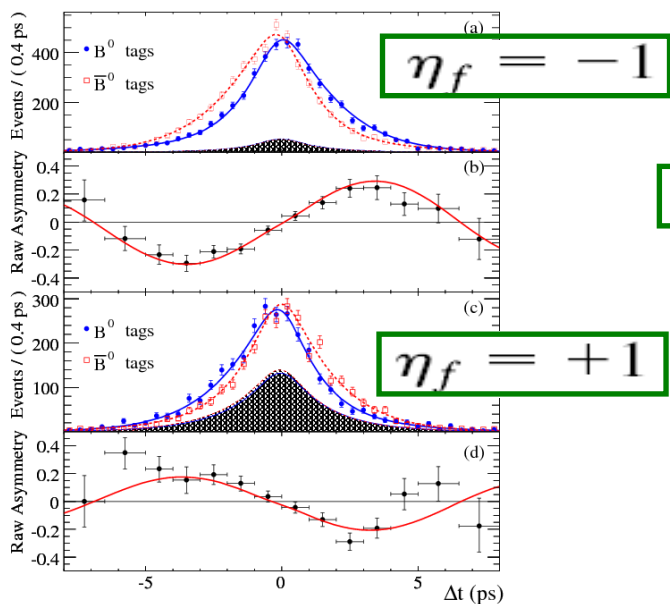 (a)
B⁰ tags
B̅⁰ tags
η_f = −1
Events / ( 0.4 ps )
400
200
(b)
Raw Asymmetry
0.4
0.2
0
-0.2
-0.4
(c)
B⁰ tags
B̅⁰ tags
η_f = +1
Events / ( 0.4 ps )
300
200
100
(d)
Raw Asymmetry
0.4
0.2
0
-0.2
-0.4
-5 0 5
Δt (ps)